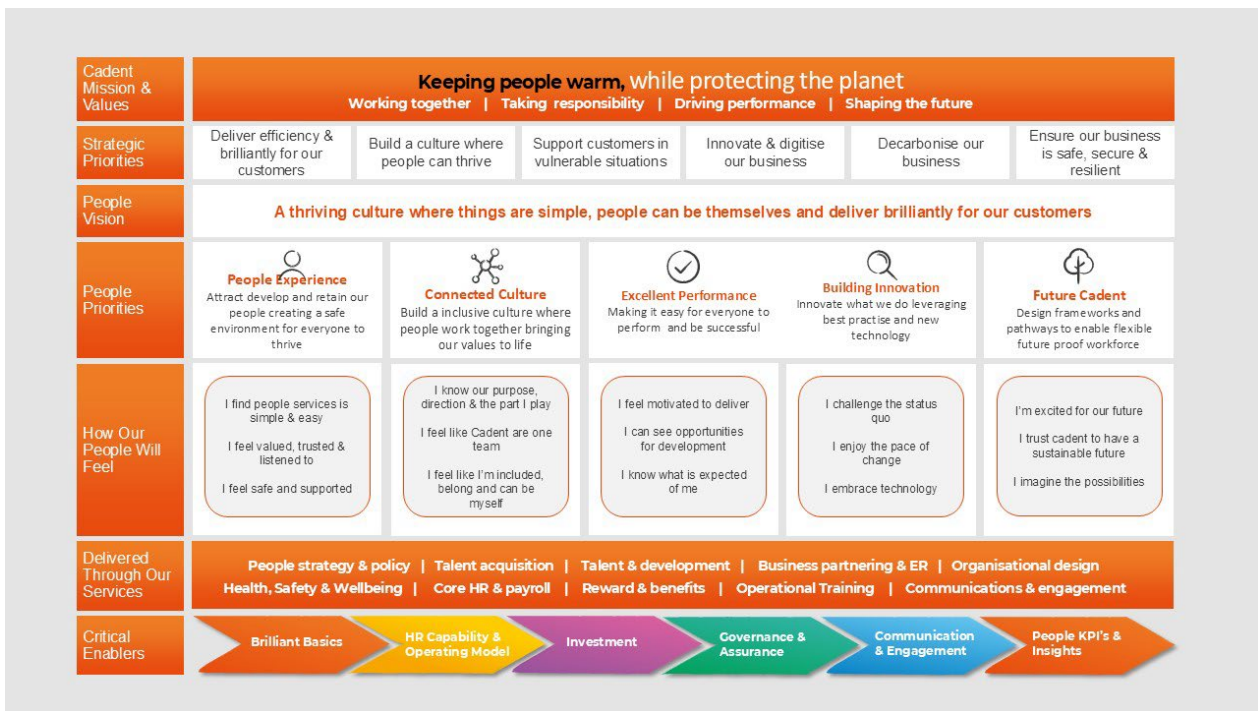 Cadent
Mission &
Values
Keeping people warm, while protecting the planet
Working together | Taking responsibility | Driving performance | Shaping the future
Strategic
Priorities
Deliver efficiency &
brilliantly for our
customers
Build a culture where
people can thrive
Support customers in
vulnerable situations
Innovate & digitise
our business
Decarbonise our
business
Ensure our business
is safe, secure &
resilient
People
Vision
A thriving culture where things are simple, people can be themselves and deliver brilliantly for our customers
People
Priorities
People Experience
Attract develop and retain our
people creating a safe
environment for everyone to
thrive
Connected Culture
Build a inclusive culture where
people work together bringing
our values to life
Excellent Performance
Making it easy for everyone to
perform and be successful
Building Innovation
Innovate what we do leveraging
best practise and new
technology
Future Cadent
Design frameworks and
pathways to enable flexible
future proof workforce
How Our
People Will
Feel
I find people services is
simple & easy
I feel valued, trusted &
listened to
I feel safe and supported
I know our purpose,
direction & the part I play
I feel like Cadent are one
team
I feel like I'm included,
belong and can be
myself
I feel motivated to deliver
I can see opportunities
for development
I know what is expected
of me
I challenge the status
quo
I enjoy the pace of
change
I embrace technology
I'm excited for our future
I trust cadent to have a
sustainable future
I imagine the possibilities
Delivered
Through Our
Services
People strategy & policy | Talent acquisition | Talent & development | Business partnering & ER | Organisational design
Health, Safety & Wellbeing | Core HR & payroll | Reward & benefits | Operational Training | Communications & engagement
Critical
Enablers
Brilliant Basics
HR Capability &
Operating Model
Investment
Governance &
Assurance
Communication
& Engagement
People KPI's &
Insights